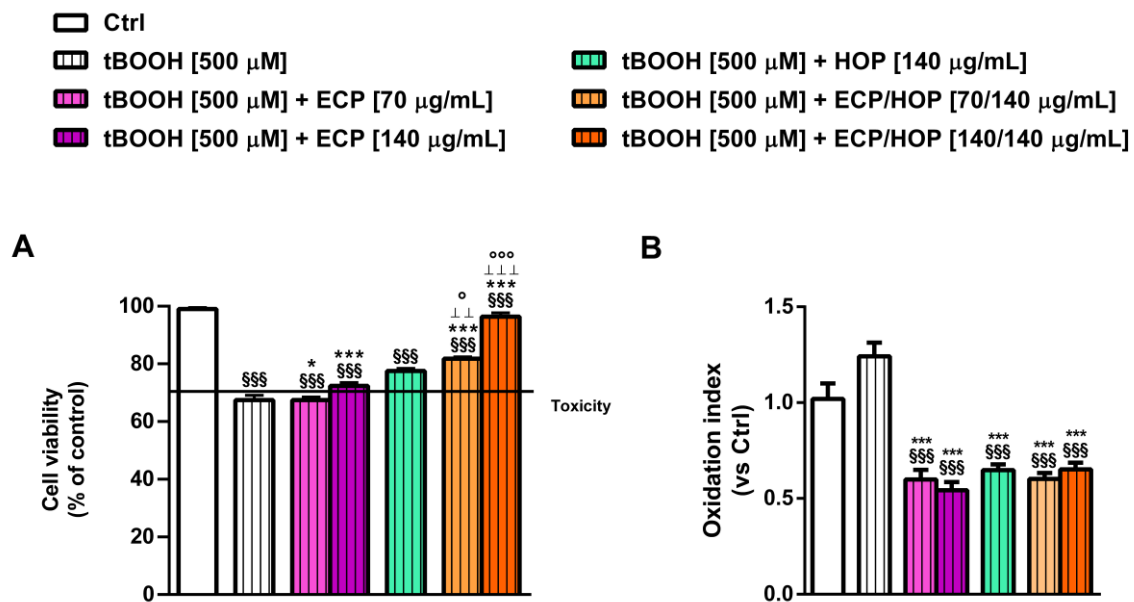 Ctrl
tBOOH [500 μM]
tBOOH [500 μM] + ECP [70 μg/mL]
tBOOH [500 μM] + ECP [140 μg/mL]
tBOOH [500 μM] + HOP [140 μg/mL]
tBOOH [500 μM] + ECP/HOP [70/140 μg/mL]
tBOOH [500 μM] + ECP/HOP [140/140 μg/mL]
A
Cell viability
(% of control)
100
80
60
40
20
0
§§§
*
§§§
***
§§§
§§§
°
⊥⊥
***
§§§
°°°
⊥⊥⊥
***
§§§
Toxicity
B
Oxidation index
(vs Ctrl)
1.5
1.0
0.5
0.0
***
§§§
***
§§§
***
§§§
***
§§§
***
§§§